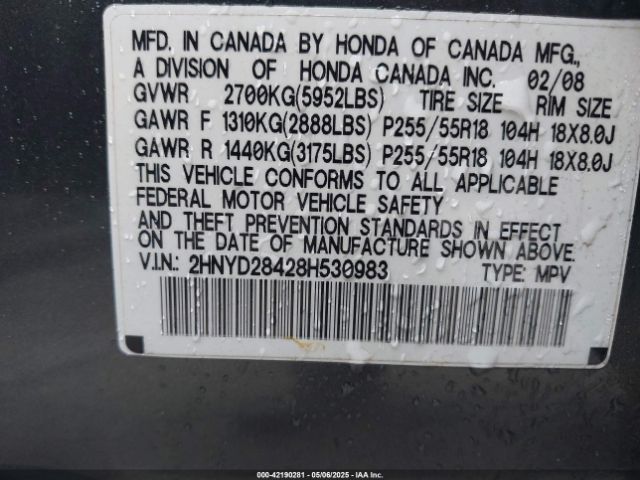 MFD. IN CANADA BY HONDA OF CANADA MFG.,
A DIVISION OF HONDA CANADA INC. 02/08
GVWR 2700KG(5952LBS) TIRE SIZE RIM SIZE
GAWR F 1310KG(2888LBS) P255/55R18 104H 18X8.0J
GAWR R 1440KG(3175LBS) P255/55R18 104H 18X8.0J
THIS VEHICLE CONFORMS TO ALL APPLICABLE
FEDERAL MOTOR VEHICLE SAFETY
AND THEFT PREVENTION STANDARDS IN EFFECT
ON THE DATE OF MANUFACTURE SHOWN ABOVE.
V.I.N.: 2HNYD28428H530983 TYPE: MPV
000-42190281 - 05/06/2025 - IAA Inc.